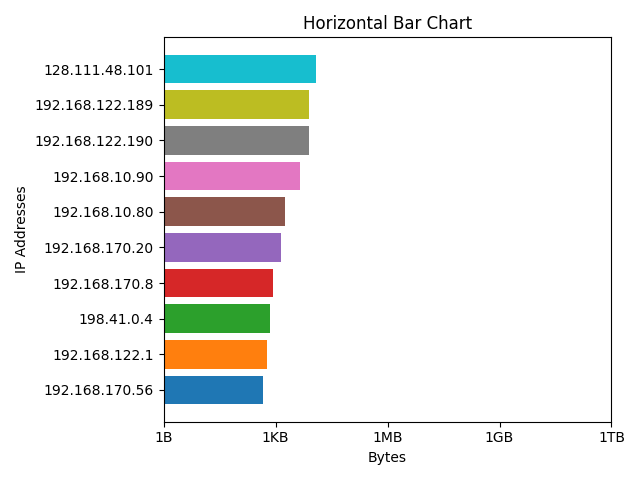 Horizontal Bar Chart
IP Addresses
128.111.48.101
192.168.122.189
192.168.122.190
192.168.10.90
192.168.10.80
192.168.170.20
192.168.170.8
198.41.0.4
192.168.122.1
192.168.170.56
1B 1KB 1MB 1GB 1TB
Bytes